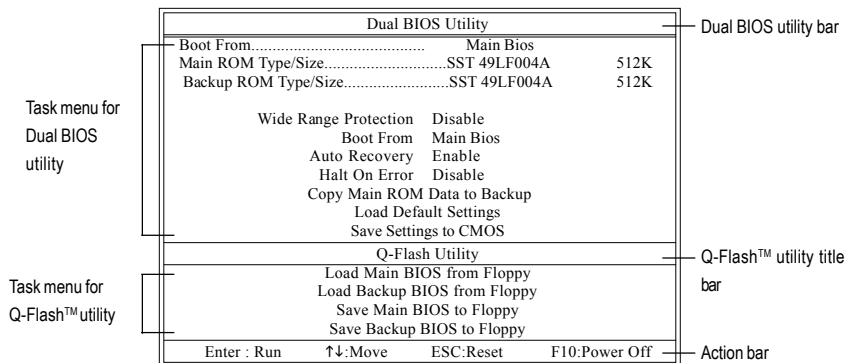 Dual BIOS Utility
Dual BIOS utility bar
Boot From......................................... Main Bios
Main ROM Type/Size.............................SST 49LF004A 512K
Backup ROM Type/Size.........................SST 49LF004A 512K
Task menu for
Dual BIOS
utility
Wide Range Protection Disable
Boot From Main Bios
Auto Recovery Enable
Halt On Error Disable
Copy Main ROM Data to Backup
Load Default Settings
Save Settings to CMOS
Q-Flash Utility
Q-Flash™ utility title
bar
Task menu for
Q-Flash™ utility
Load Main BIOS from Floppy
Load Backup BIOS from Floppy
Save Main BIOS to Floppy
Save Backup BIOS to Floppy
Enter : Run ↑↓:Move ESC:Reset F10:Power Off
Action bar